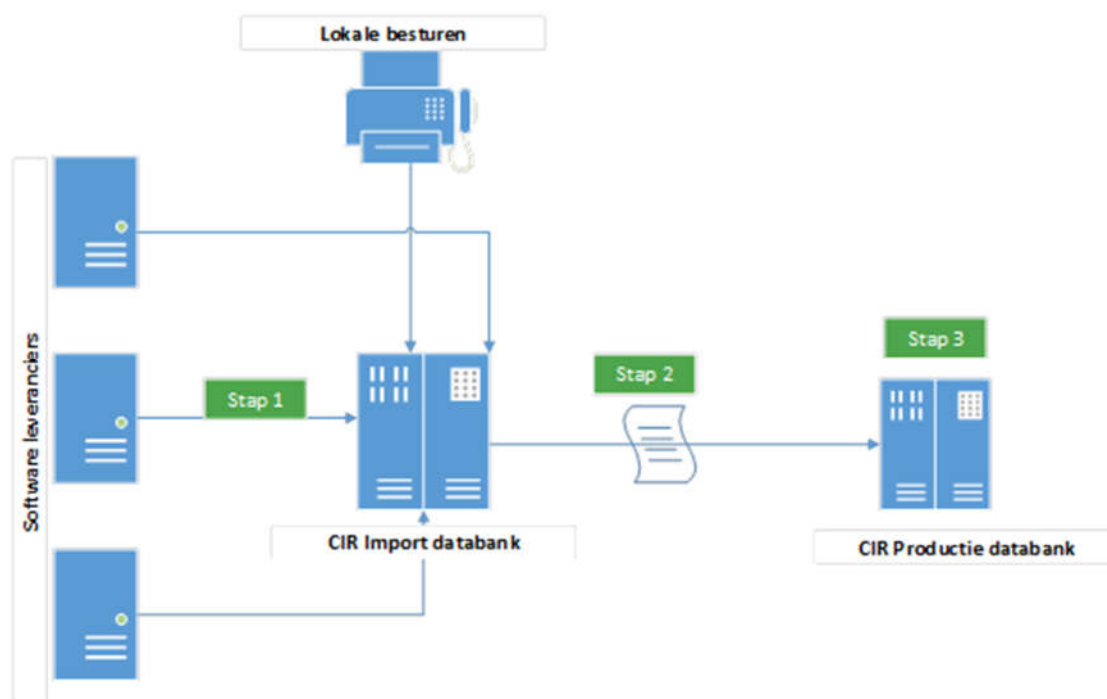 Lokale besturen
Software leveranciers
Stap 1
Stap 2
Stap 3
CIR Import databank
CIR Productie databank